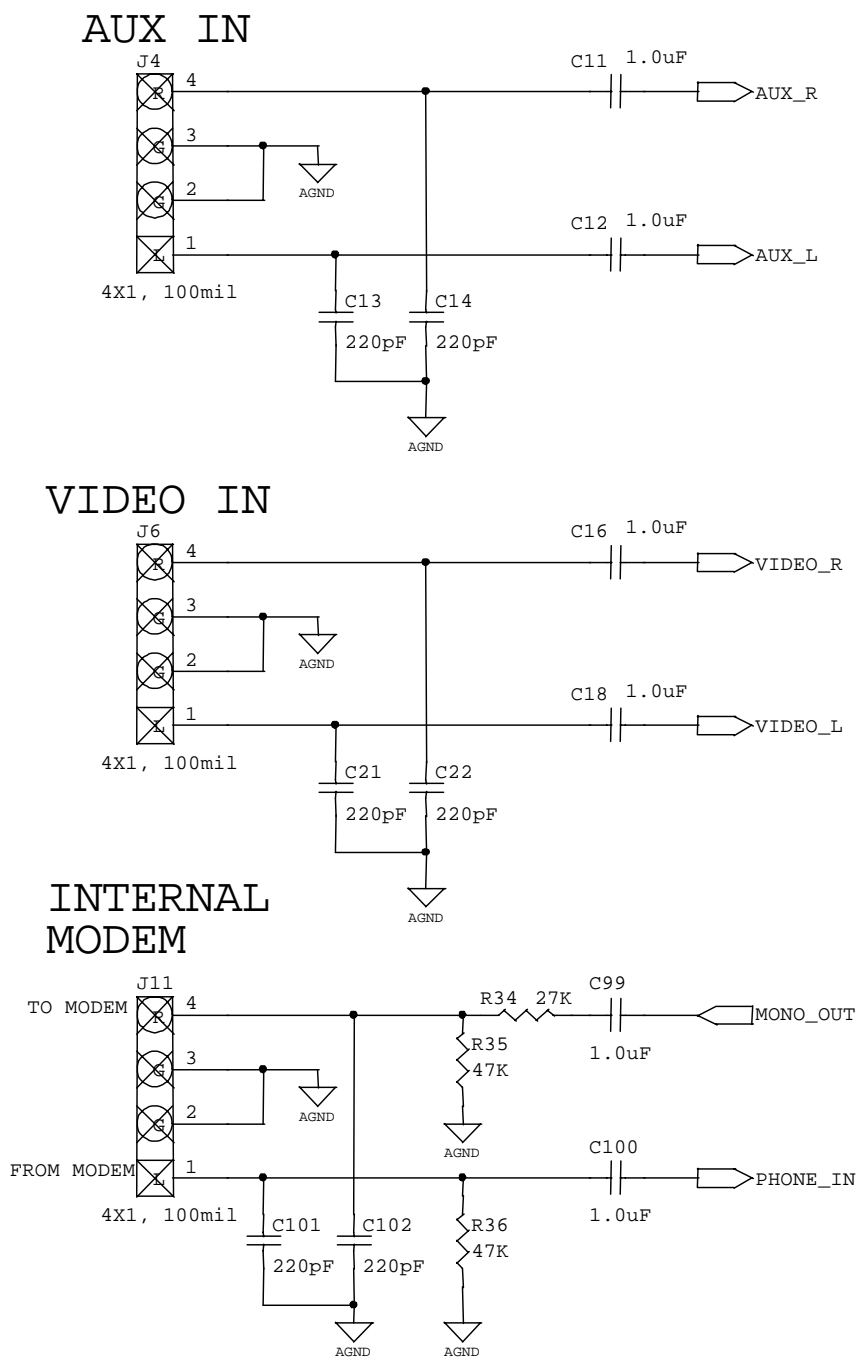 AUX IN
J4
C11 1.0uF
R 4 AUX_R
G 3
AGND
G 2
C12 1.0uF
L 1 AUX_L
4X1, 100mil
C13 C14
220pF 220pF
AGND
VIDEO IN
J6
C16 1.0uF
R 4 VIDEO_R
G 3
AGND
G 2
C18 1.0uF
L 1 VIDEO_L
4X1, 100mil
C21 C22
220pF 220pF
AGND
INTERNAL
MODEM
J11
C99
R34 27K
TO MODEM R 4 MONO_OUT
1.0uF
R35
47K
G 3
AGND
G 2
AGND
C100
FROM MODEM L 1 PHONE_IN
1.0uF
4X1, 100mil
C101 C102 R36
47K
220pF 220pF
AGND AGND